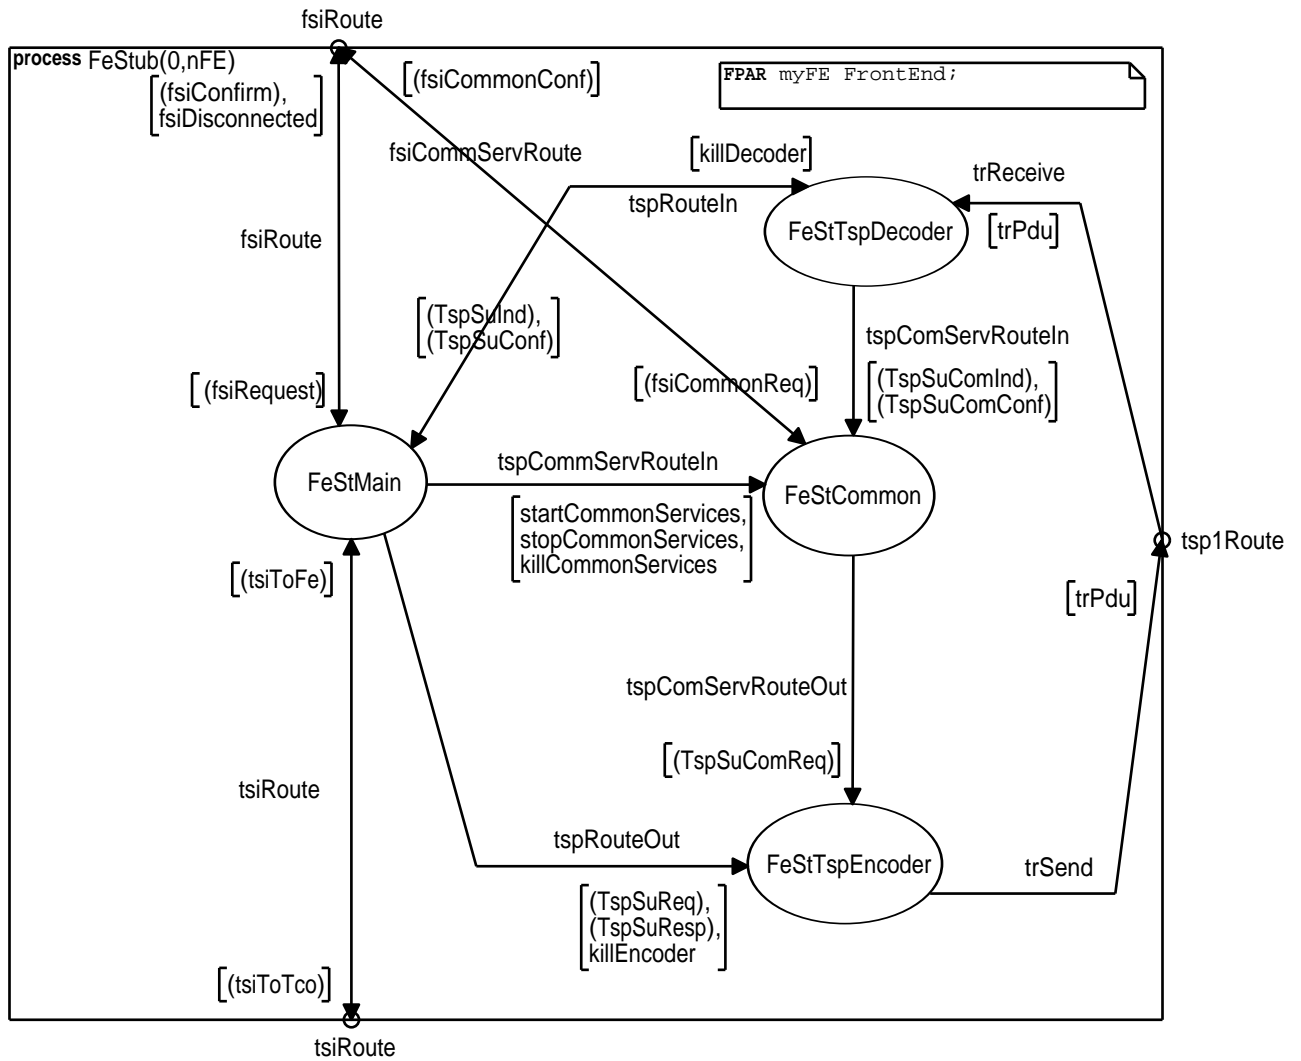 fsiRoute
process FeStub(0,nFE)
FPAR myFE FrontEnd;
[(fsiConfirm),
fsiDisconnected]
[(fsiCommonConf)]
fsiCommServRoute
[killDecoder]
tspRouteIn
trReceive
FeStTspDecoder
[trPdu]
fsiRoute
[(TspSuInd),
(TspSuConf)]
tspComServRouteIn
[(fsiRequest)]
[(fsiCommonReq)]
[(TspSuComInd),
(TspSuComConf)]
tspCommServRouteIn
FeStMain
FeStCommon
[startCommonServices,
stopCommonServices,
killCommonServices]
tsp1Route
[(tsiToFe)]
[trPdu]
tspComServRouteOut
[(TspSuComReq)]
tsiRoute
tspRouteOut
FeStTspEncoder
trSend
[(TspSuReq),
(TspSuResp),
killEncoder]
[(tsiToTco)]
tsiRoute